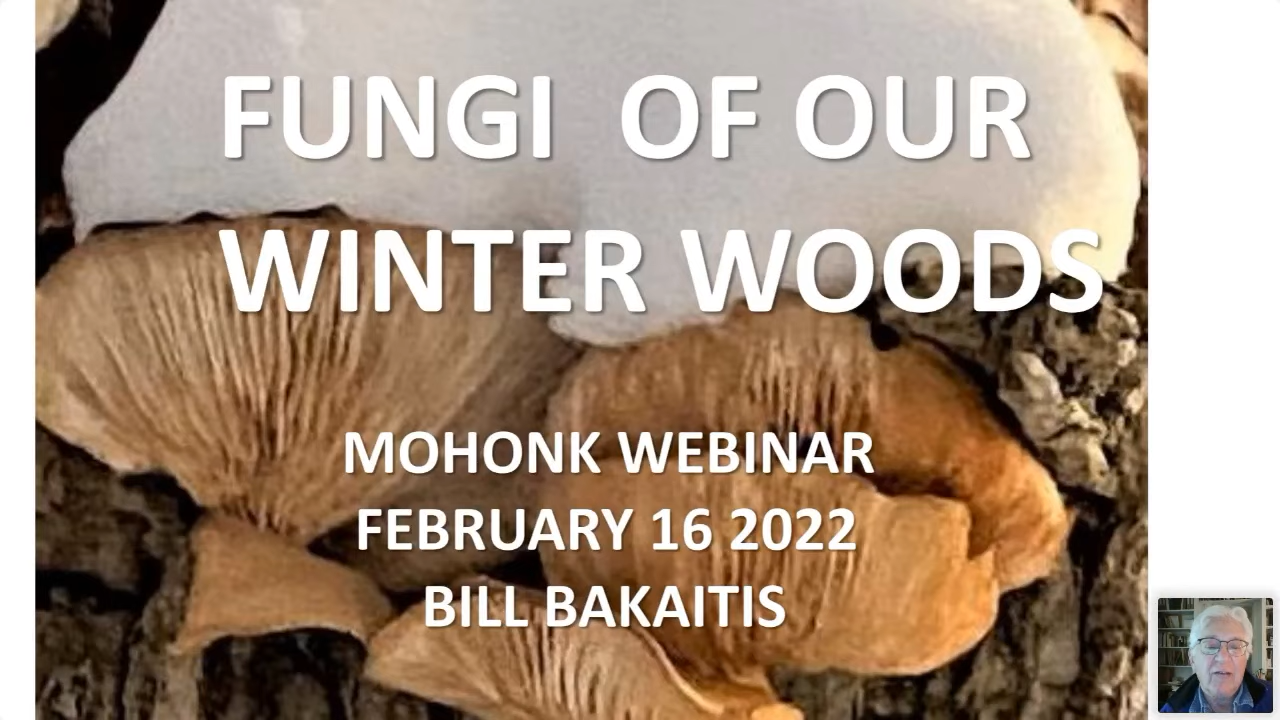 FUNGI OF OUR
WINTER WOODS
MOHONK WEBINAR
FEBRUARY 16 2022
BILL BAKAITIS